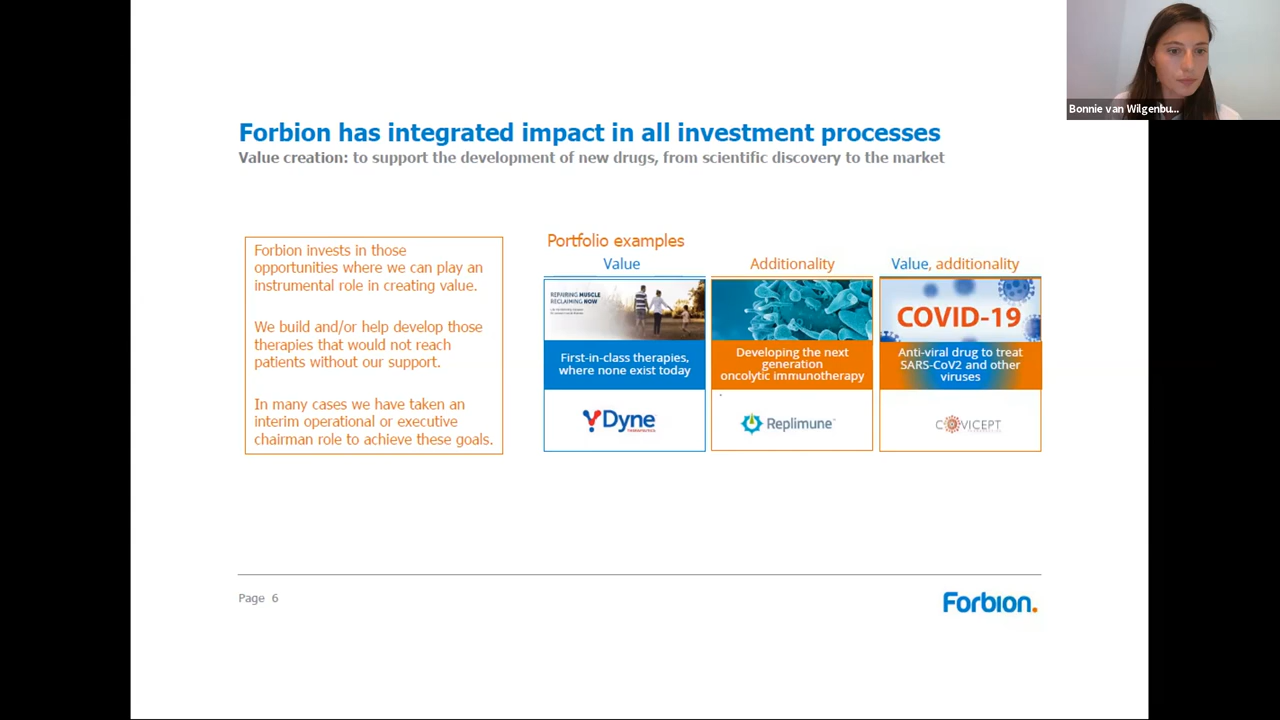 Bonnie van Wilgenbu...
Forbion has integrated impact in all investment processes
Value creation: to support the development of new drugs, from scientific discovery to the market
Forbion invests in those
opportunities where we can play an
instrumental role in creating value.
We build and/or help develop those
therapies that would not reach
patients without our support.
In many cases we have taken an
interim operational or executive
chairman role to achieve these goals.
Portfolio examples
Value
REPAIRING MUSCLE
RECLAIMING NOW
First-in-class therapies,
where none exist today
Dyne
Additionality
Developing the next
generation
oncolytic immunotherapy
Replimune
Value, additionality
COVID-19
Anti-viral drug to treat
SARS-CoV2 and other
viruses
COVICEPT
Page 6
Forbion.